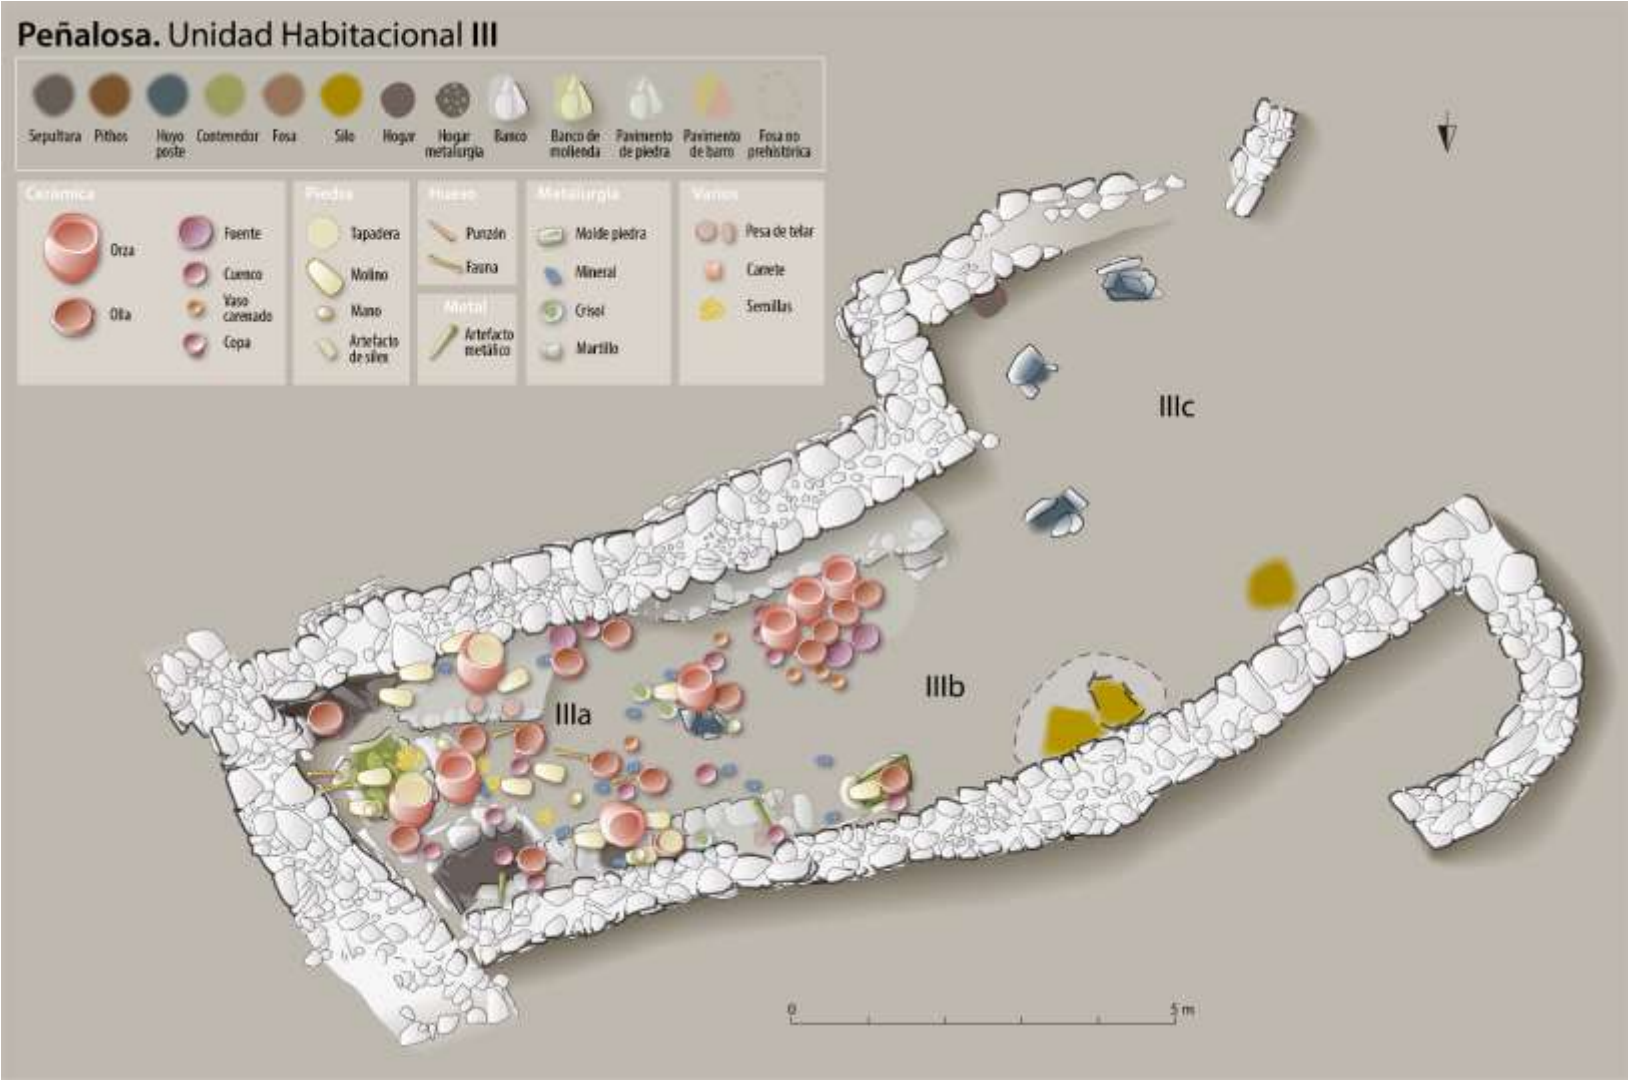 Peñalosa. Unidad Habitacional III
Sepultura Pithos Hoyo poste Contenedor Fosa Silo Hogar Hogar metalurgia Banco Banco de molienda Pavimento de piedra Pavimento de barro Fosa no prehistórica
Cerámica
Orza
Olla
Fuente
Cuenco
Vaso
carenado
Copa
Piedra
Tapadera
Molino
Mano
Artefacto
de sílex
Hueso
Punzón
Fauna
Metal
Artefacto
metálico
Metalurgia
Molde piedra
Mineral
Crisol
Martillo
Varios
Pesa de telar
Carrete
Semillas
IIIc
IIIb
IIIa
0 5 m